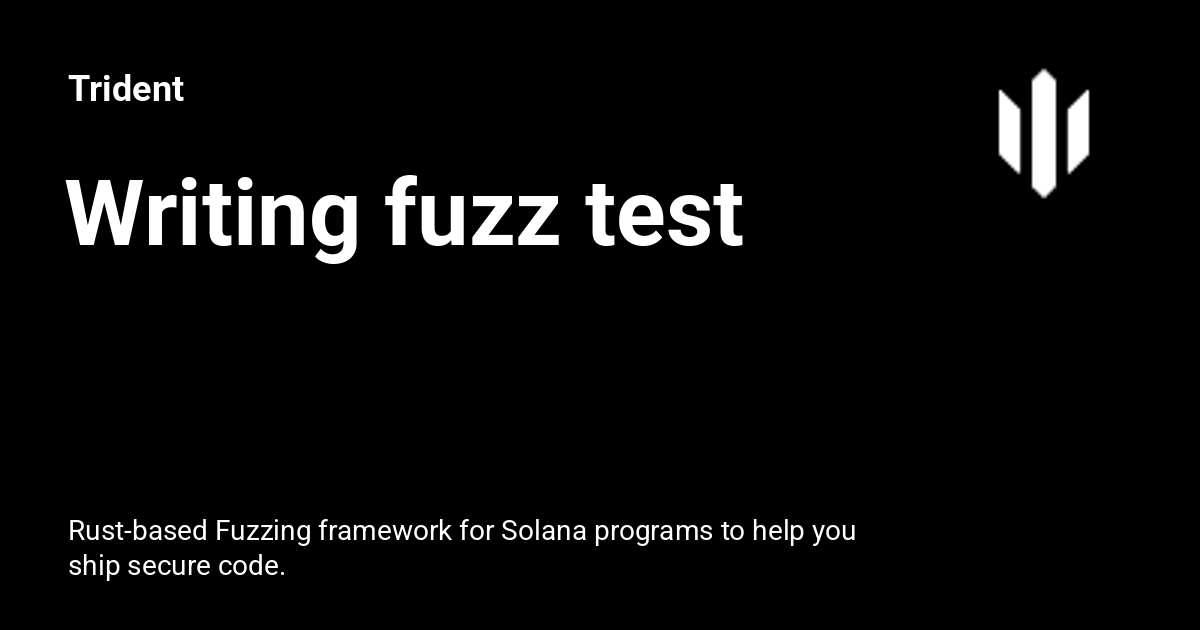 Trident
Writing fuzz test
Rust-based Fuzzing framework for Solana programs to help you
ship secure code.